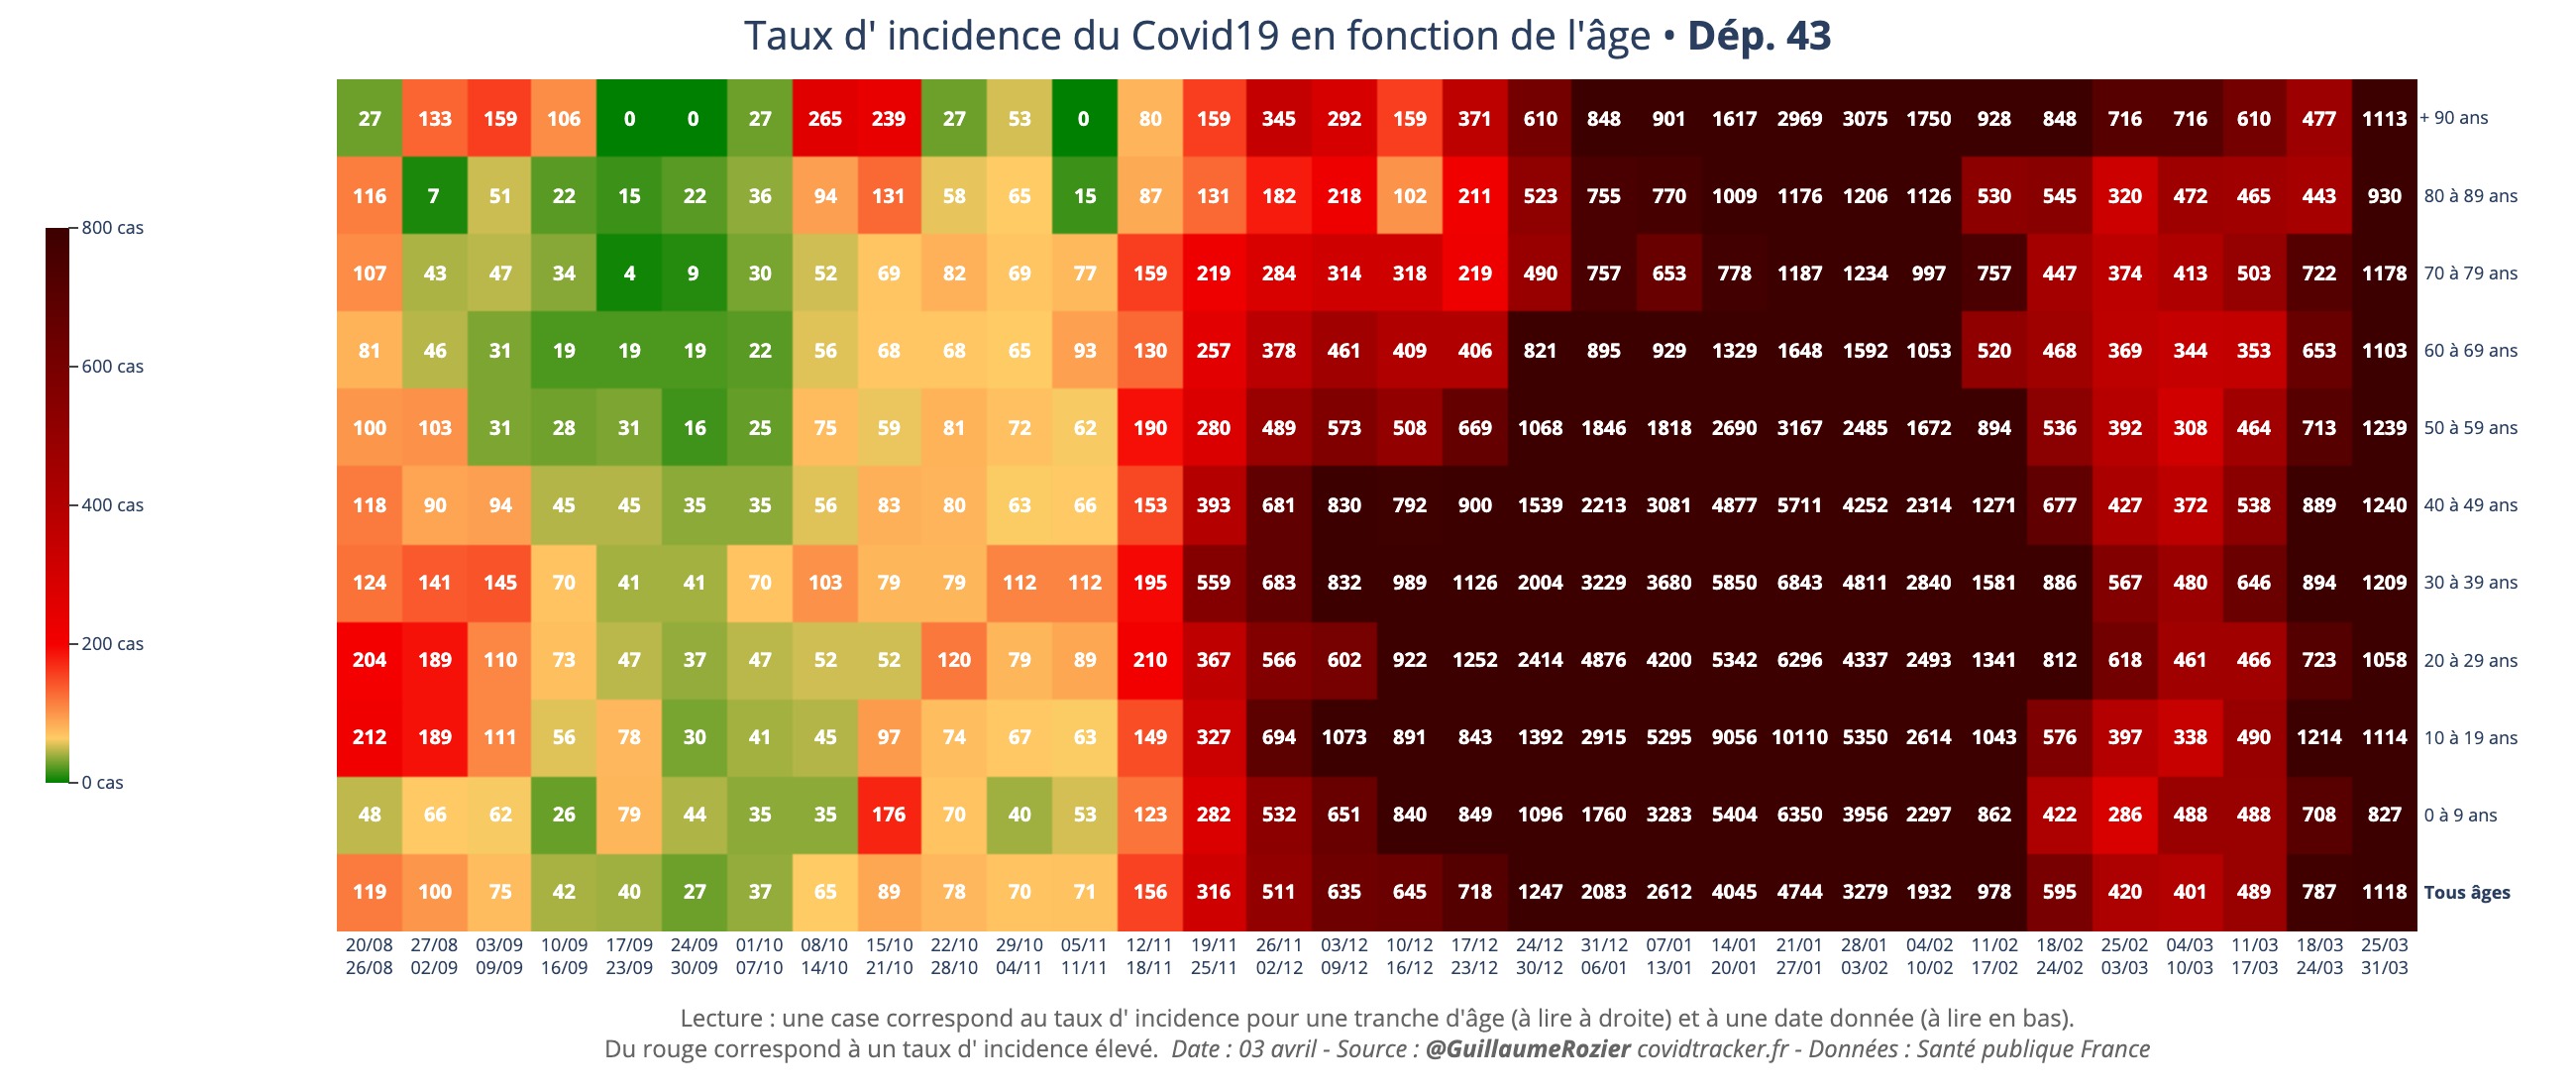 Taux d' incidence du Covid19 en fonction de l'âge • Dép. 43
800 cas
600 cas
400 cas
200 cas
0 cas
27 133 159 106 0 0 27 265 239 27 53 0 80 159 345 292 159 371 610 848 901 1617 2969 3075 1750 928 848 716 716 610 477 1113 + 90 ans
116 7 51 22 15 22 36 94 131 58 65 15 87 131 182 218 102 211 523 755 770 1009 1176 1206 1126 530 545 320 472 465 443 930 80 à 89 ans
107 43 47 34 4 9 30 52 69 82 69 77 159 219 284 314 318 219 490 757 653 778 1187 1234 997 757 447 374 413 503 722 1178 70 à 79 ans
81 46 31 19 19 19 22 56 68 68 65 93 130 257 378 461 409 406 821 895 929 1329 1648 1592 1053 520 468 369 344 353 653 1103 60 à 69 ans
100 103 31 28 31 16 25 75 59 81 72 62 190 280 489 573 508 669 1068 1846 1818 2690 3167 2485 1672 894 536 392 308 464 713 1239 50 à 59 ans
118 90 94 45 45 35 35 56 83 80 63 66 153 393 681 830 792 900 1539 2213 3081 4877 5711 4252 2314 1271 677 427 372 538 889 1240 40 à 49 ans
124 141 145 70 41 41 70 103 79 79 112 112 195 559 683 832 989 1126 2004 3229 3680 5850 6843 4811 2840 1581 886 567 480 646 894 1209 30 à 39 ans
204 189 110 73 47 37 47 52 52 120 79 89 210 367 566 602 922 1252 2414 4876 4200 5342 6296 4337 2493 1341 812 618 461 466 723 1058 20 à 29 ans
212 189 111 56 78 30 41 45 97 74 67 63 149 327 694 1073 891 843 1392 2915 5295 9056 10110 5350 2614 1043 576 397 338 490 1214 1114 10 à 19 ans
48 66 62 26 79 44 35 35 176 70 40 53 123 282 532 651 840 849 1096 1760 3283 5404 6350 3956 2297 862 422 286 488 488 708 827 0 à 9 ans
119 100 75 42 40 27 37 65 89 78 70 71 156 316 511 635 645 718 1247 2083 2612 4045 4744 3279 1932 978 595 420 401 489 787 1118 Tous âges
20/08 27/08 03/09 10/09 17/09 24/09 01/10 08/10 15/10 22/10 29/10 05/11 12/11 19/11 26/11 03/12 10/12 17/12 24/12 31/12 07/01 14/01 21/01 28/01 04/02 11/02 18/02 25/02 04/03 11/03 18/03 25/03
26/08 02/09 09/09 16/09 23/09 30/09 07/10 14/10 21/10 28/10 04/11 11/11 18/11 25/11 02/12 09/12 16/12 23/12 30/12 06/01 13/01 20/01 27/01 03/02 10/02 17/02 24/02 03/03 10/03 17/03 24/03 31/03
Lecture : une case correspond au taux d' incidence pour une tranche d'âge (à lire à droite) et à une date donnée (à lire en bas).
Du rouge correspond à un taux d' incidence élevé. Date : 03 avril - Source : @GuillaumeRozier covidtracker.fr - Données : Santé publique France